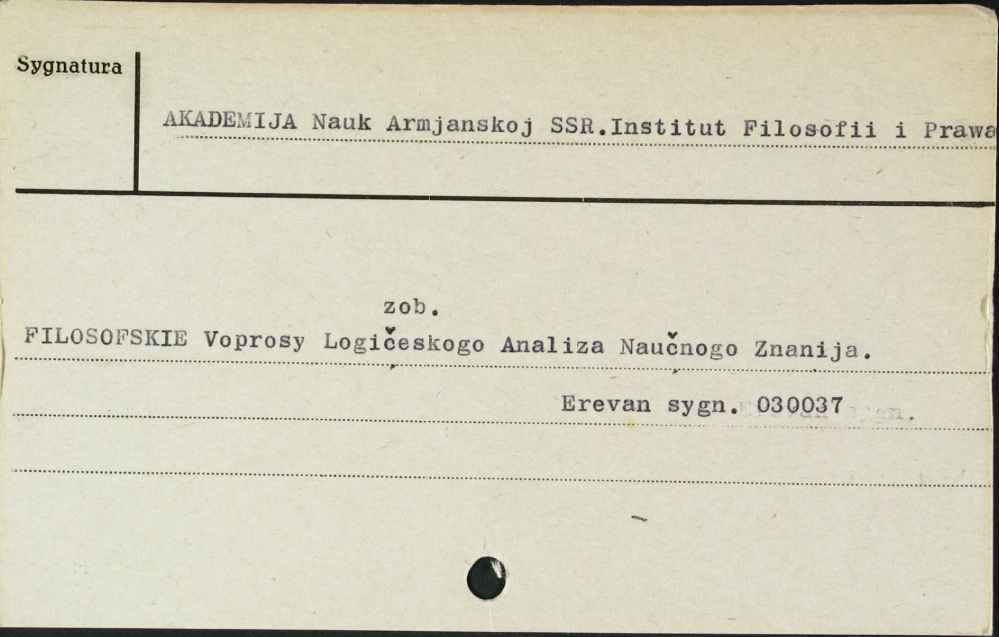 Sygnatura
AKADEMIJA Nauk Armjanskoj SSR.Institut Filosofii i Prawa
zob.
FILOSOFSKIE Voprosy Logičeskogo Analiza Naučnogo Znanija.
Erevan sygn. 030037